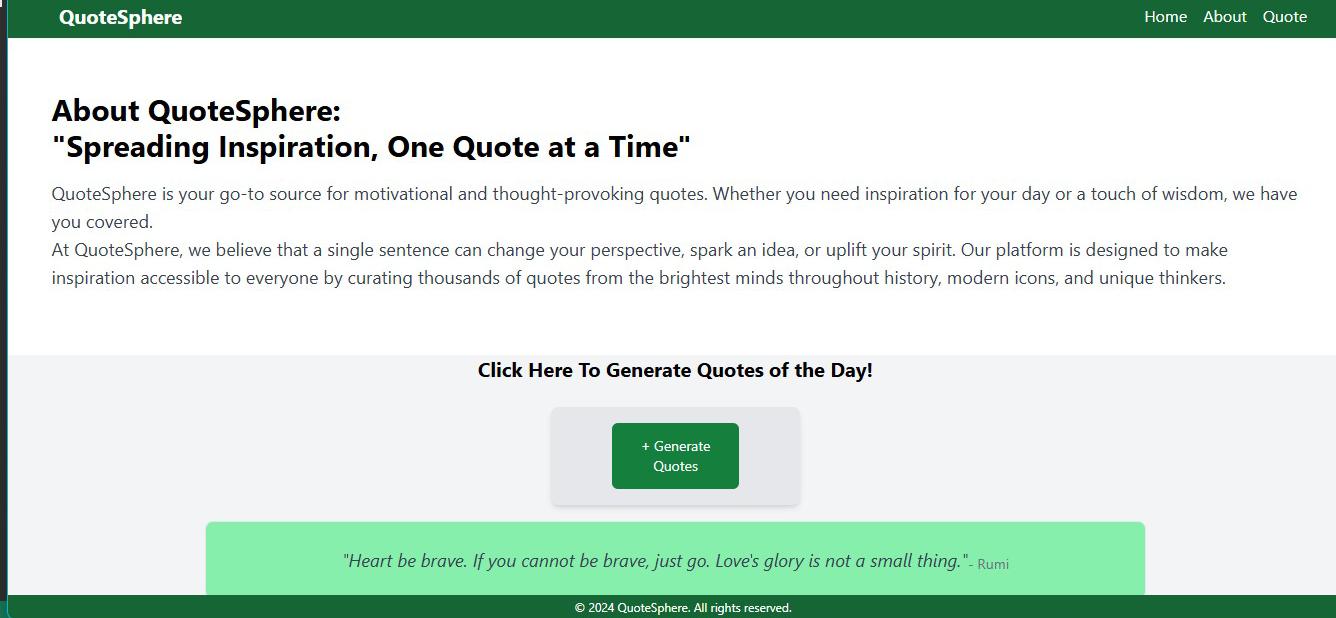 QuoteSphere
Home About Quote
About QuoteSphere:
"Spreading Inspiration, One Quote at a Time"
QuoteSphere is your go-to source for motivational and thought-provoking quotes. Whether you need inspiration for your day or a touch of wisdom, we have
you covered.
At QuoteSphere, we believe that a single sentence can change your perspective, spark an idea, or uplift your spirit. Our platform is designed to make
inspiration accessible to everyone by curating thousands of quotes from the brightest minds throughout history, modern icons, and unique thinkers.
Click Here To Generate Quotes of the Day!
+ Generate
Quotes
"Heart be brave. If you cannot be brave, just go. Love's glory is not a small thing."- Rumi
© 2024 QuoteSphere. All rights reserved.